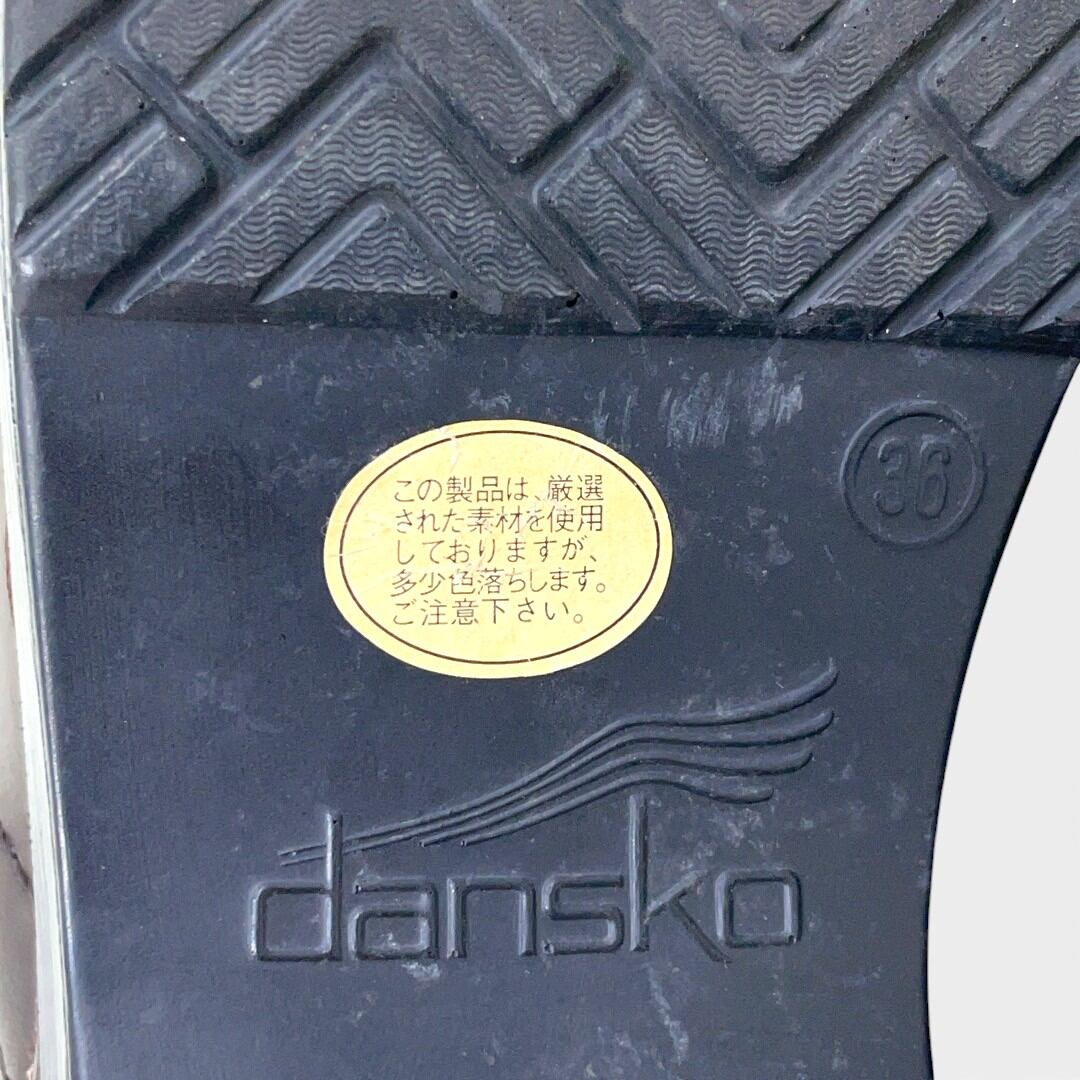 36
この製品は、厳選
された素材を使用
しておりますが、
多少色落ちします。
ご注意下さい。
dansko